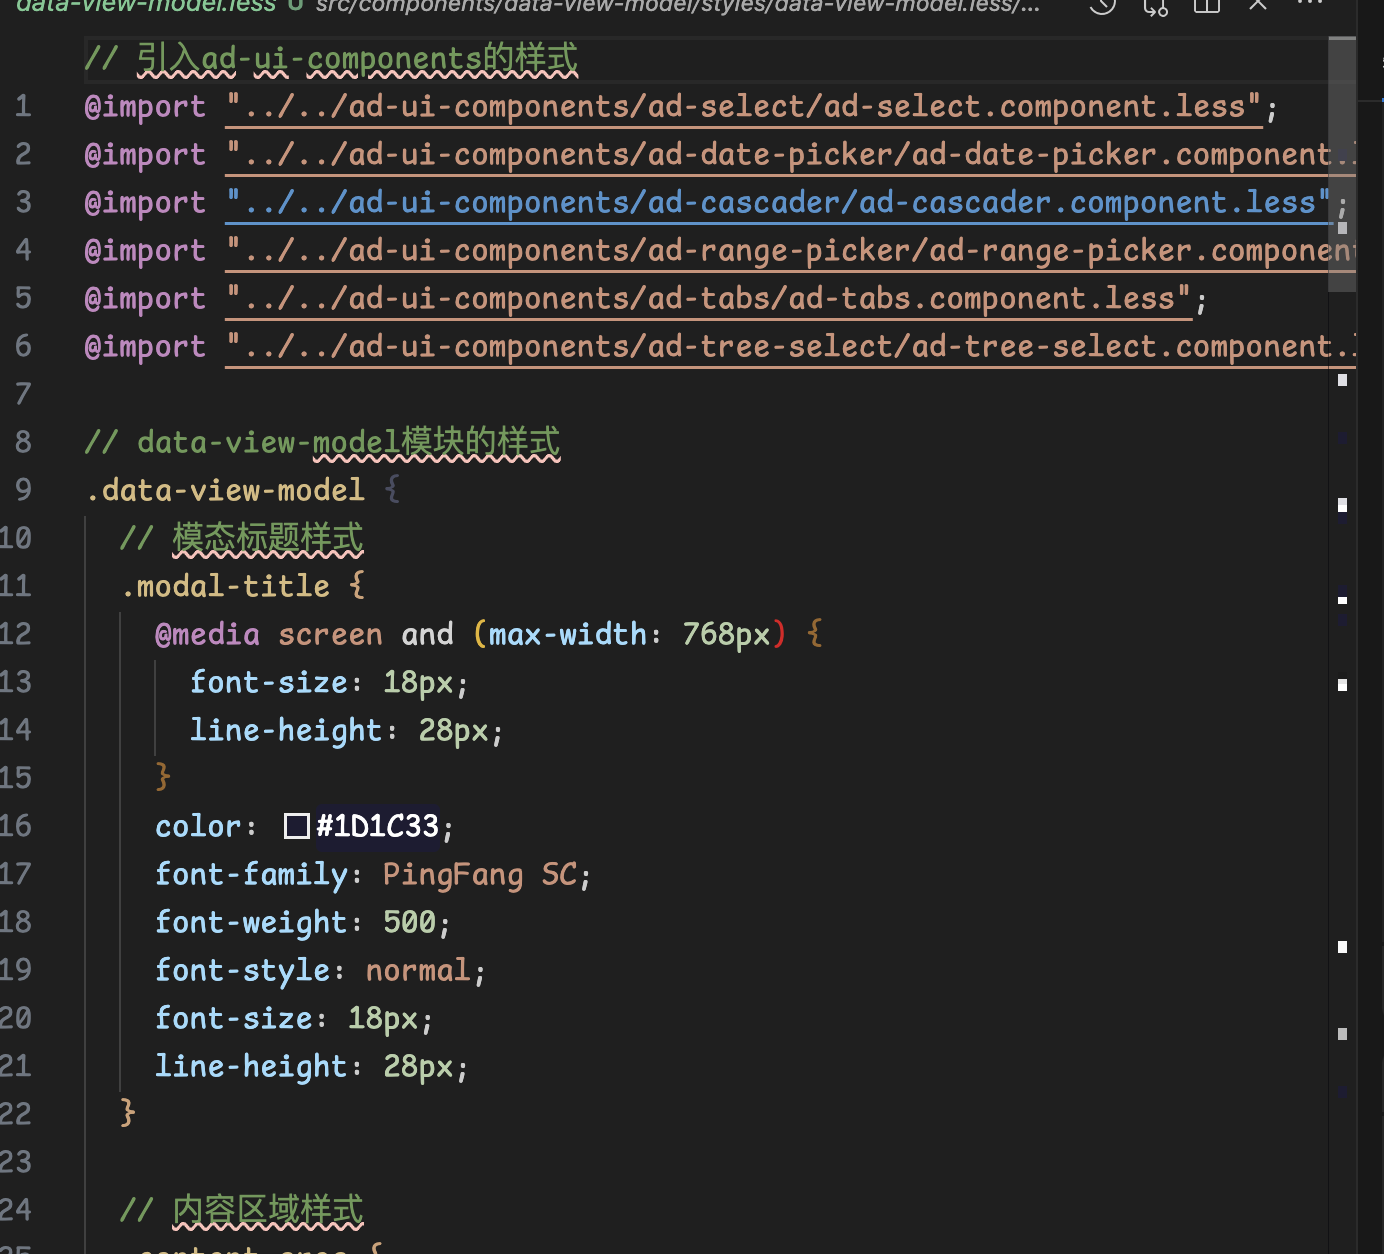 data-view-model.less U src/components/data-view-model/styles/data-view-model.less/...
// 引入ad-ui-components的样式
1 @import "../../ad-ui-components/ad-select/ad-select.component.less";
2 @import "../../ad-ui-components/ad-date-picker/ad-date-picker.component.l
3 @import "../../ad-ui-components/ad-cascader/ad-cascader.component.less";
4 @import "../../ad-ui-components/ad-range-picker/ad-range-picker.component
5 @import "../../ad-ui-components/ad-tabs/ad-tabs.component.less";
6 @import "../../ad-ui-components/ad-tree-select/ad-tree-select.component.l
7
8 // data-view-model模块的样式
9 .data-view-model {
10 // 模态标题样式
11 .modal-title {
12 @media screen and (max-width: 768px) {
13 font-size: 18px;
14 line-height: 28px;
15 }
16 color: #1D1C33;
17 font-family: PingFang SC;
18 font-weight: 500;
19 font-style: normal;
20 font-size: 18px;
21 line-height: 28px;
22 }
23
24 // 内容区域样式
25 .content-area {